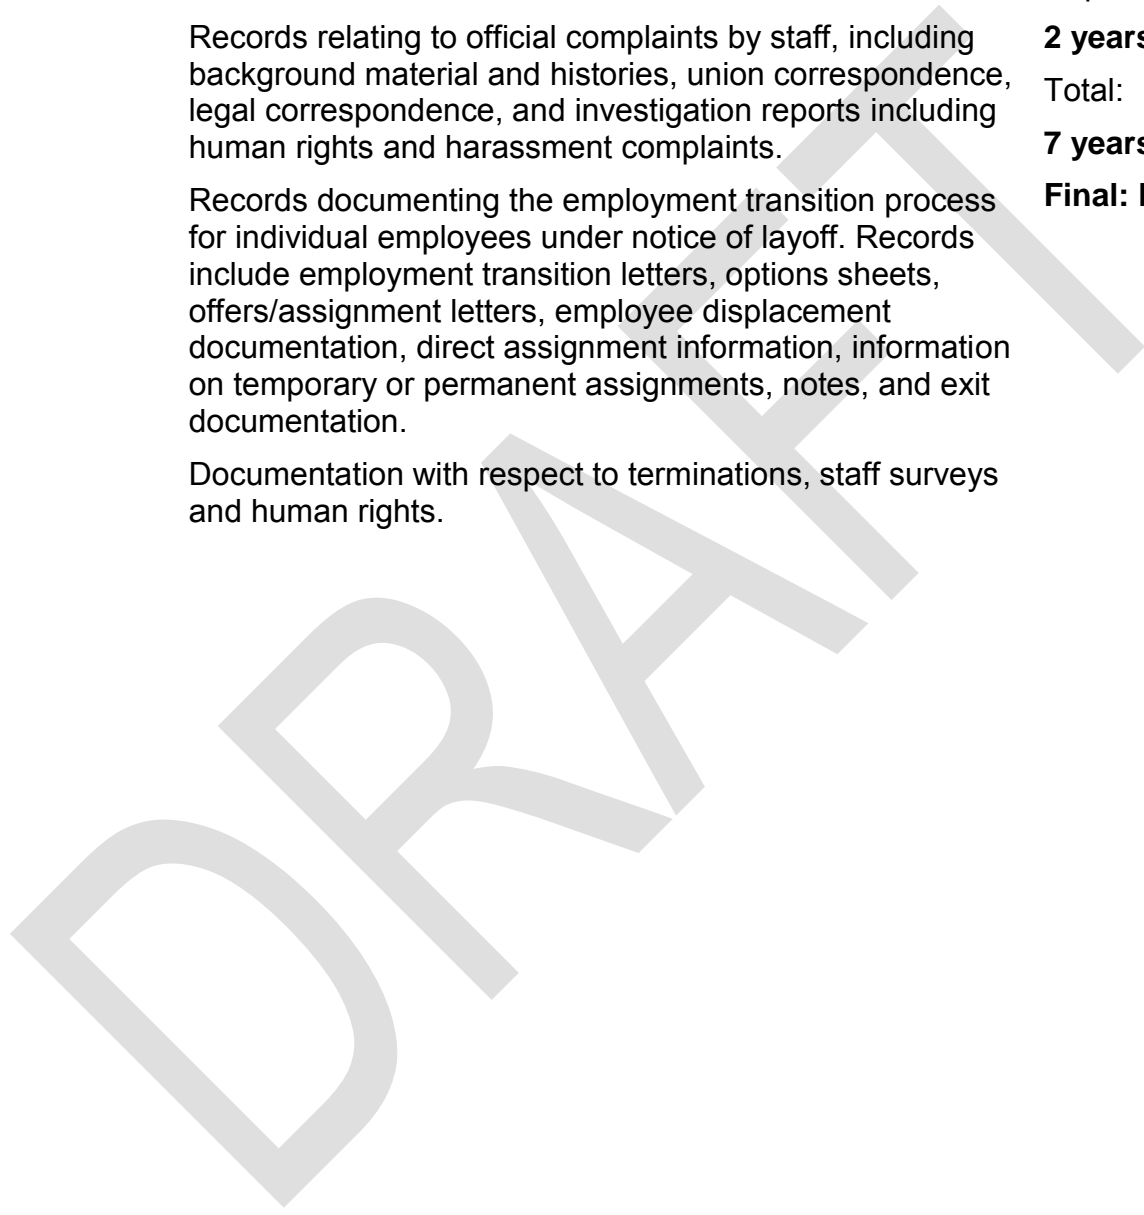 Records relating to official complaints by staff, including
background material and histories, union correspondence,
legal correspondence, and investigation reports including
human rights and harassment complaints.
Records documenting the employment transition process
for individual employees under notice of layoff. Records
include employment transition letters, options sheets,
offers/assignment letters, employee displacement
documentation, direct assignment information, information
on temporary or permanent assignments, notes, and exit
documentation.
Documentation with respect to terminations, staff surveys
and human rights.
2 years
Total:
7 years
Final:
DRAFT